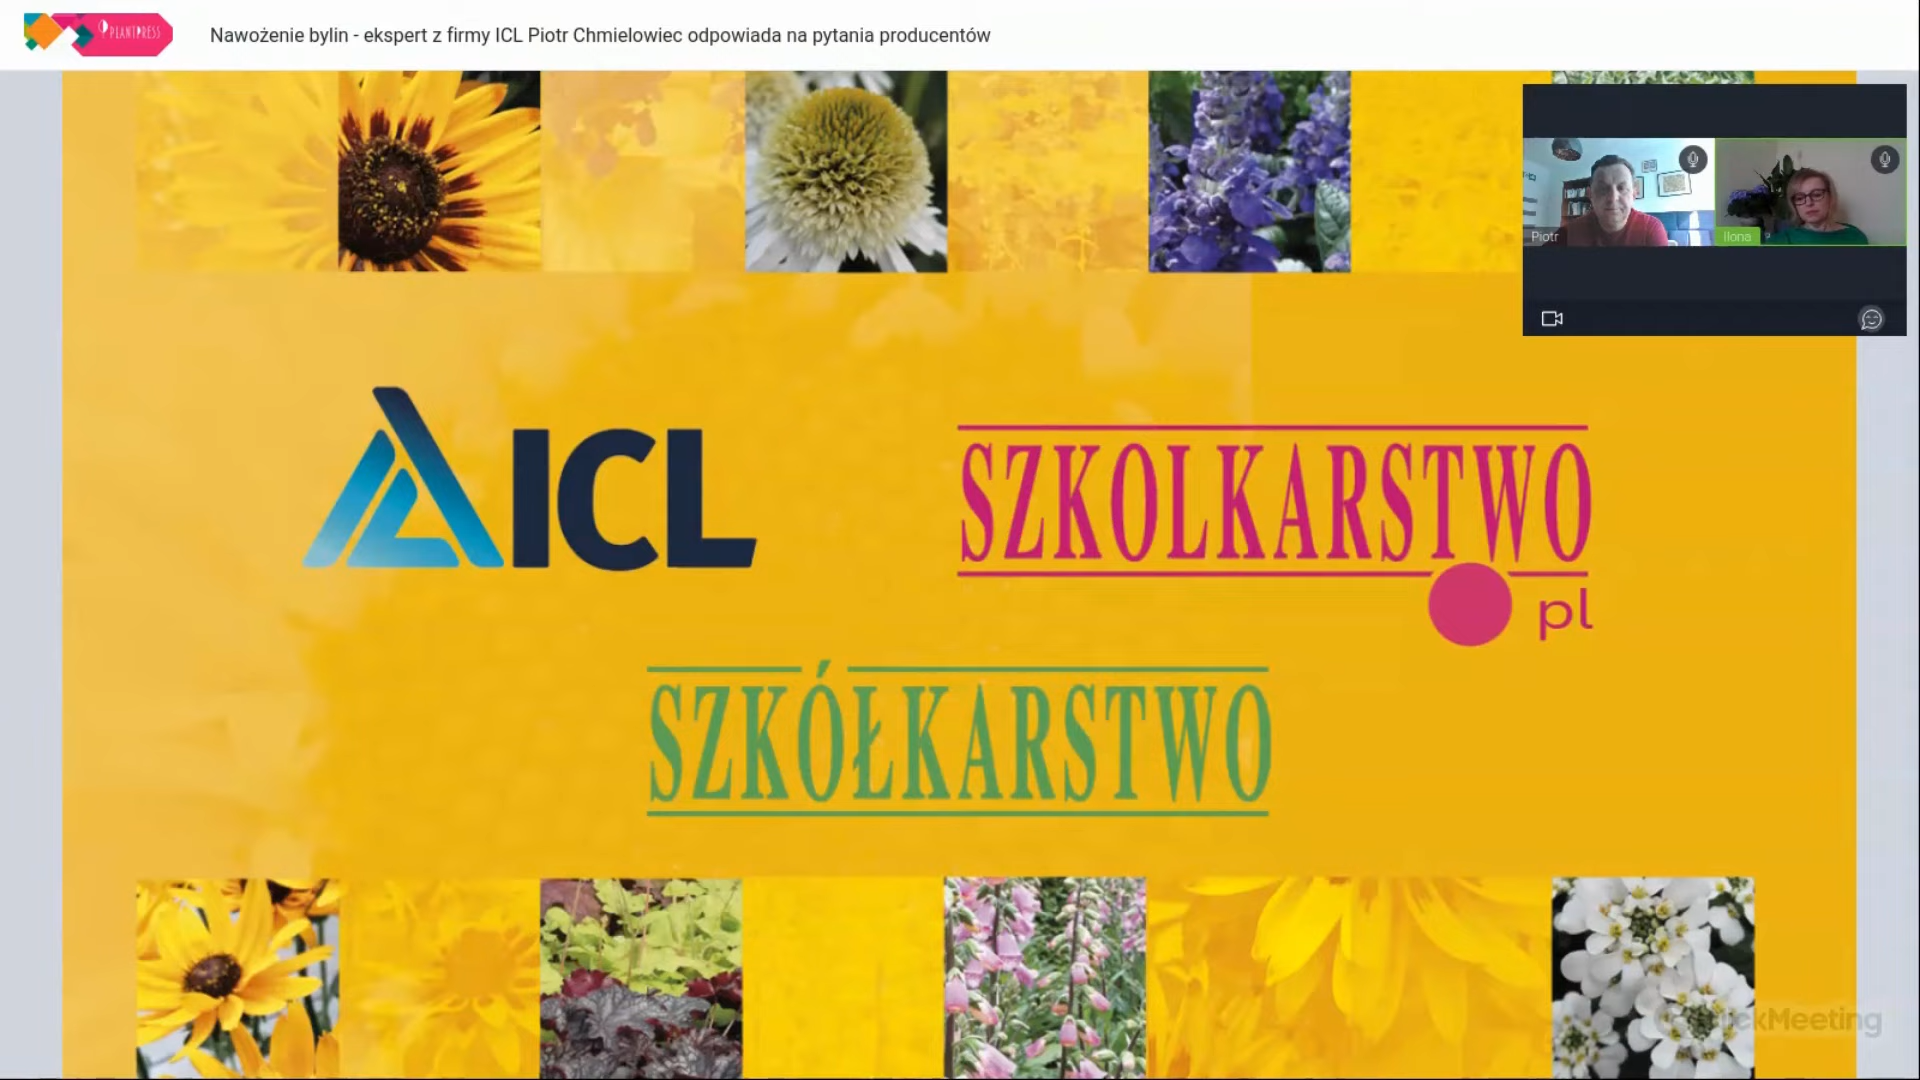 PLANTPRESS
Nawożenie bylin - ekspert z firmy ICL Piotr Chmielowiec odpowiada na pytania producentów
Piotr
Ilona
ICL
SZKOLKARSTWO
pl
SZKÓŁKARSTWO
ClickMeeting